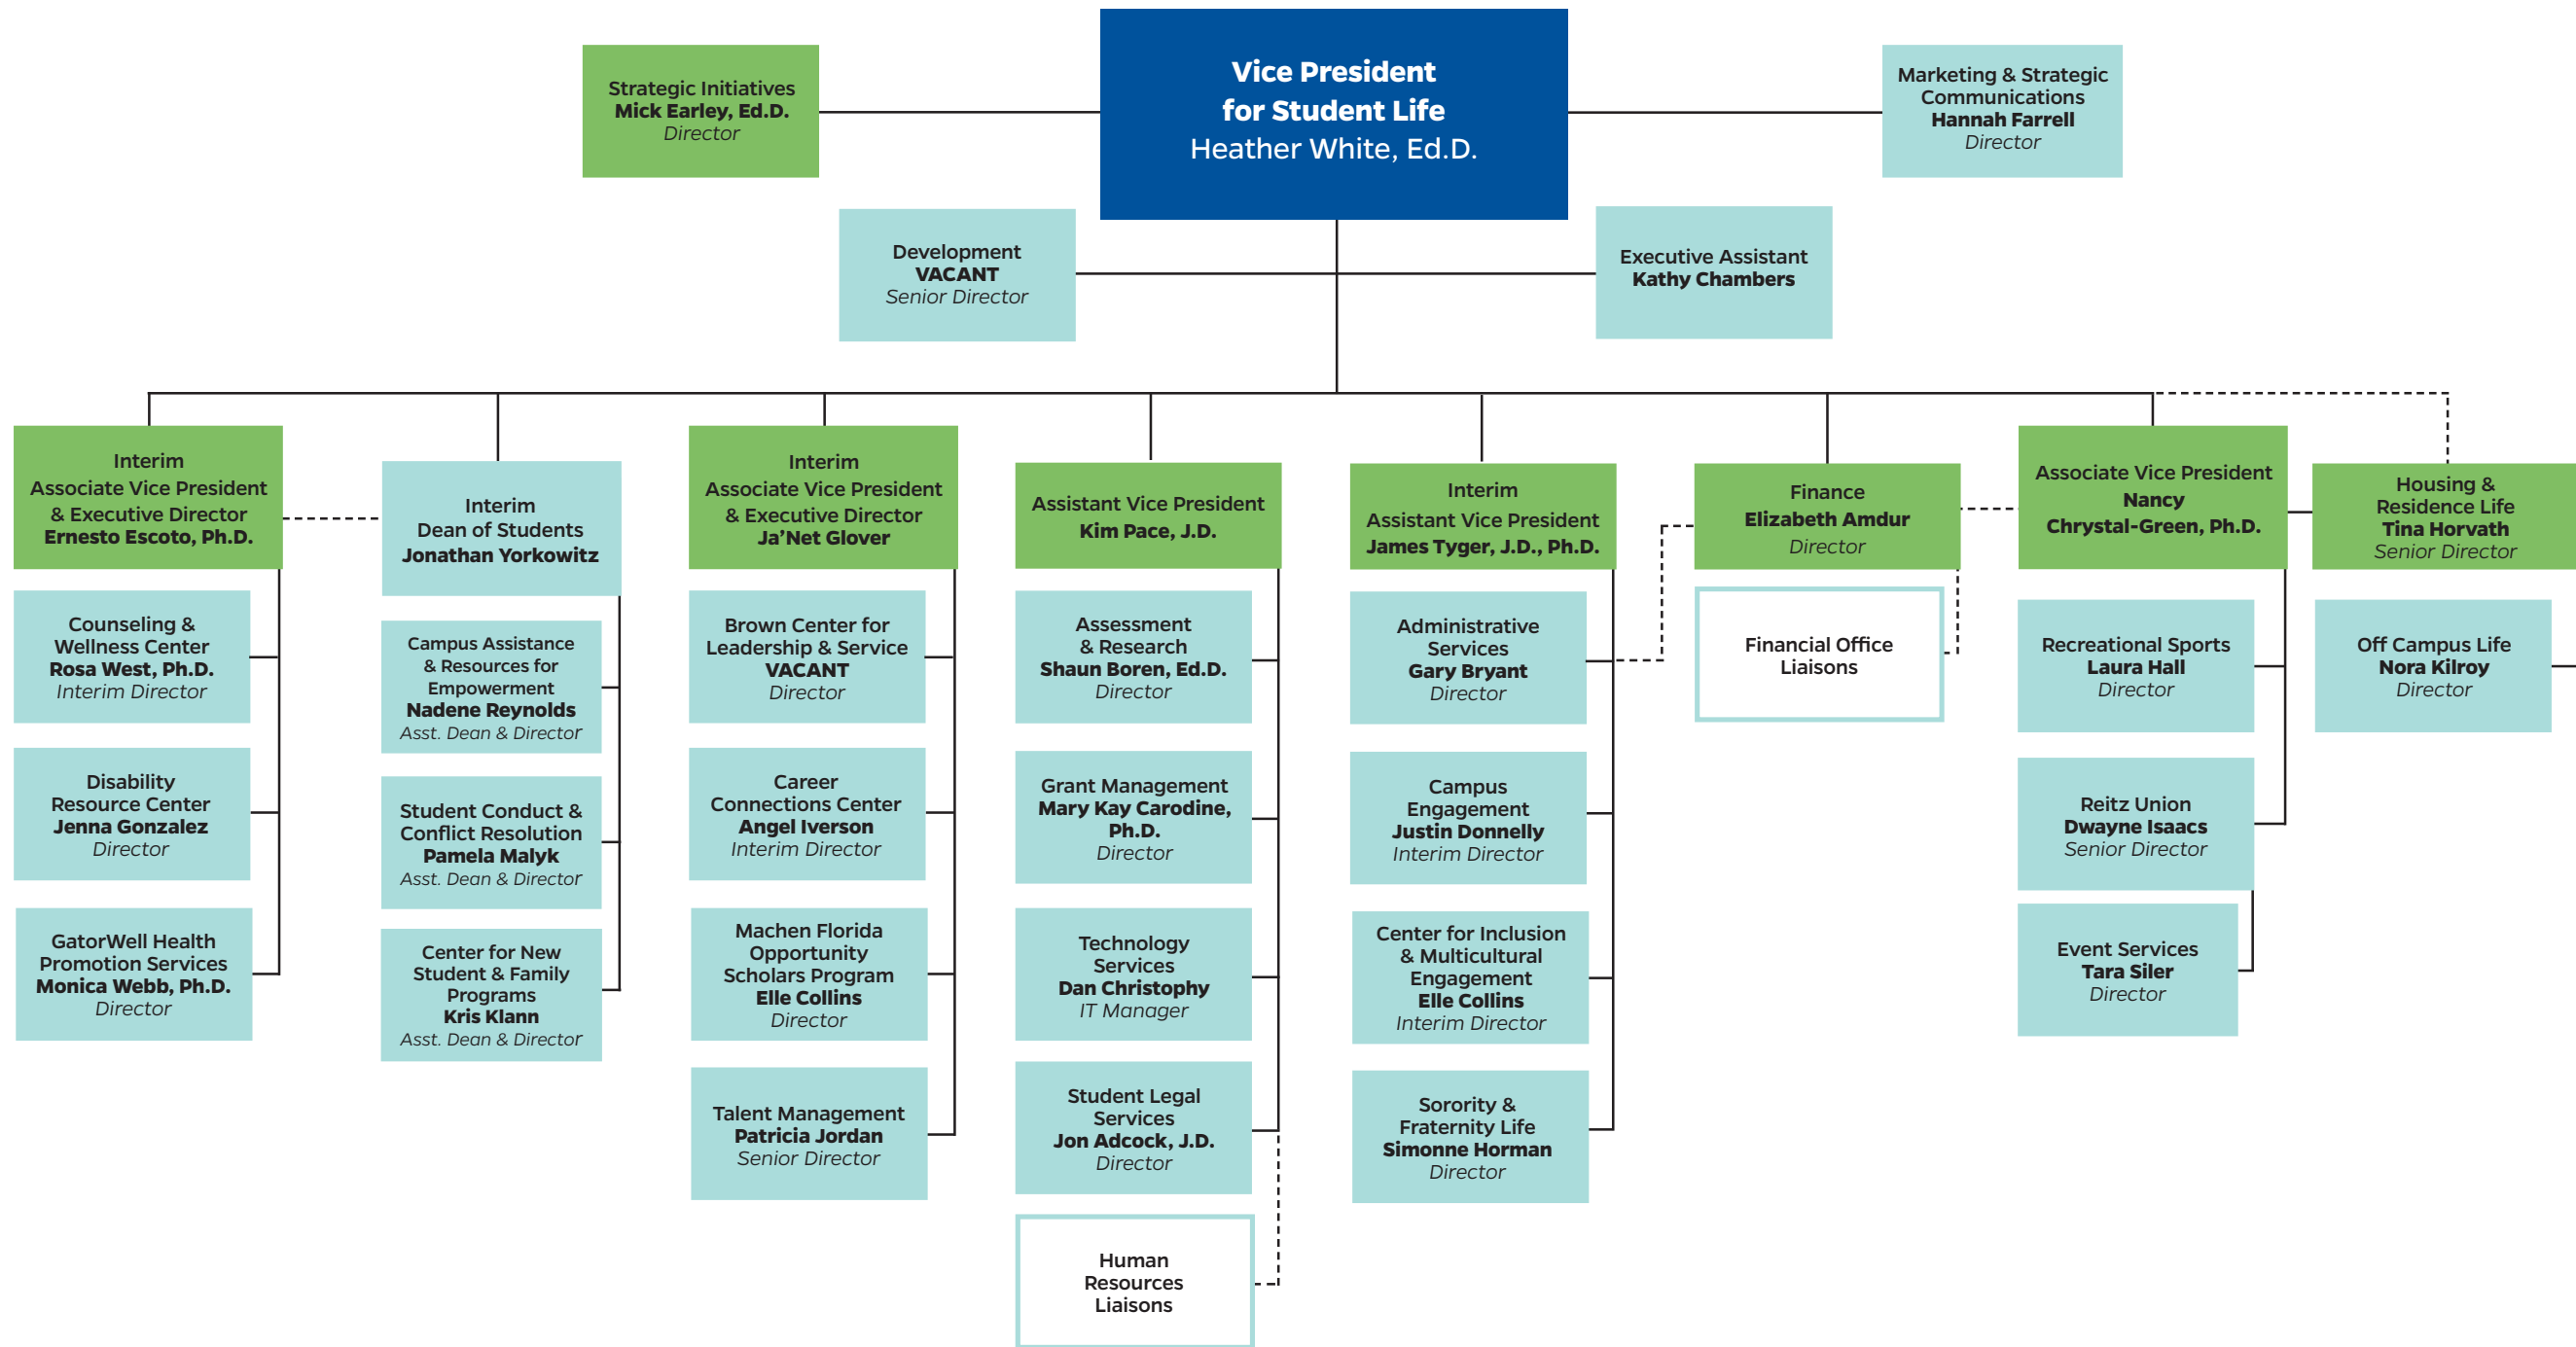 Vice President
for Student Life
Heather White, Ed.D.
Strategic Initiatives
Mick Earley, Ed.D.
Director
Marketing & Strategic
Communications
Hannah Farrell
Director
Development
VACANT
Senior Director
Executive Assistant
Kathy Chambers
Interim
Associate Vice President
& Executive Director
Ernesto Escoto, Ph.D.
Counseling &
Wellness Center
Rosa West, Ph.D.
Interim Director
Disability
Resource Center
Jenna Gonzalez
Director
GatorWell Health
Promotion Services
Monica Webb, Ph.D.
Director
Interim
Dean of Students
Jonathan Yorkowitz
Campus Assistance
& Resources for
Empowerment
Nadene Reynolds
Asst. Dean & Director
Student Conduct &
Conflict Resolution
Pamela Malyk
Asst. Dean & Director
Center for New
Student & Family
Programs
Kris Klann
Asst. Dean & Director
Interim
Associate Vice President
& Executive Director
Ja’Net Glover
Brown Center for
Leadership & Service
VACANT
Director
Career
Connections Center
Angel Iverson
Interim Director
Machen Florida
Opportunity
Scholars Program
Elle Collins
Director
Talent Management
Patricia Jordan
Senior Director
Assistant Vice President
Kim Pace, J.D.
Assessment
& Research
Shaun Boren, Ed.D.
Director
Grant Management
Mary Kay Carodine,
Ph.D.
Director
Technology
Services
Dan Christophy
IT Manager
Student Legal
Services
Jon Adcock, J.D.
Director
Human
Resources
Liaisons
Interim
Assistant Vice President
James Tyger, J.D., Ph.D.
Administrative
Services
Gary Bryant
Director
Campus
Engagement
Justin Donnelly
Interim Director
Center for Inclusion
& Multicultural
Engagement
Elle Collins
Interim Director
Sorority &
Fraternity Life
Simonne Horman
Director
Finance
Elizabeth Amdur
Director
Financial Office
Liaisons
Associate Vice President
Nancy
Chrystal-Green, Ph.D.
Recreational Sports
Laura Hall
Director
Reitz Union
Dwayne Isaacs
Senior Director
Event Services
Tara Siler
Director
Housing &
Residence Life
Tina Horvath
Senior Director
Off Campus Life
Nora Kilroy
Director